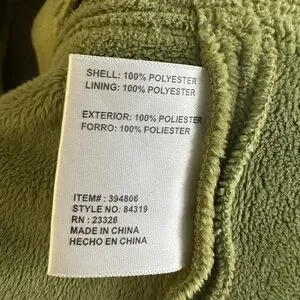 SHELL: 100% POLYESTER
LINING: 100% POLYESTER
EXTERIOR: 100% POLIESTER
FORRO: 100% POLIESTER
ITEM# : 394806
STYLE NO: 84319
RN : 23328
MADE IN CHINA
HECHO EN CHINA